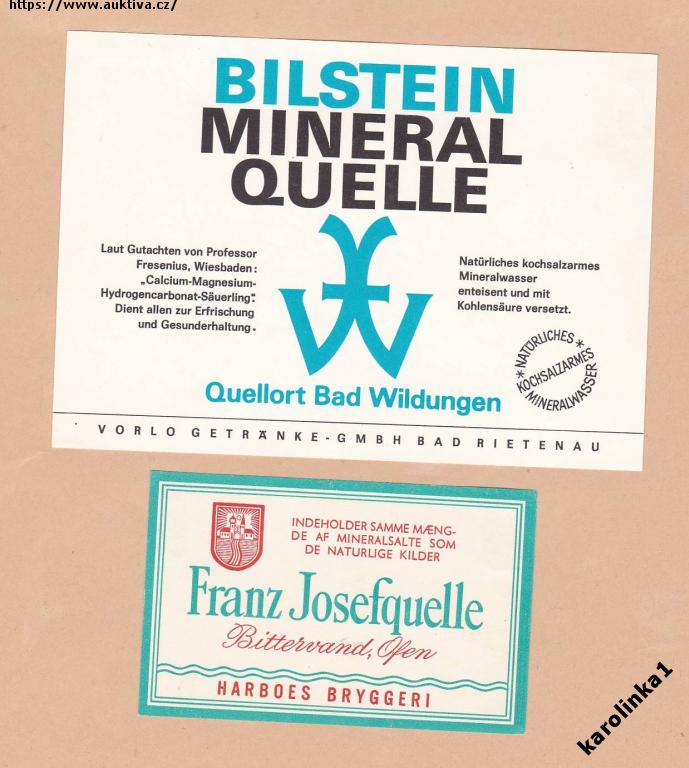 https://www.auktiva.cz/
BILSTEIN
MINERAL
QUELLE
Laut Gutachten von Professor
Fresenius, Wiesbaden:
„Calcium-Magnesium-
Hydrogencarbonat-Säuerling“.
Dient allen zur Erfrischung
und Gesunderhaltung.
Natürliches kochsalzarmes
Mineralwasser
enteisent und mit
Kohlensäure versetzt.
* NATÜRLICHES *
KOCHSALZARMES
MINERALWASSER
Quellort Bad Wildungen
VORLO GETRÄNKE-GMBH BAD RIETENAU
INDEHOLDER SAMME MÆNG-
DE AF MINERALSALTE SOM
DE NATURLIGE KILDER
Franz Josefquelle
Bittervand, Ofen
HARBOES BRYGGERI
karolinka1